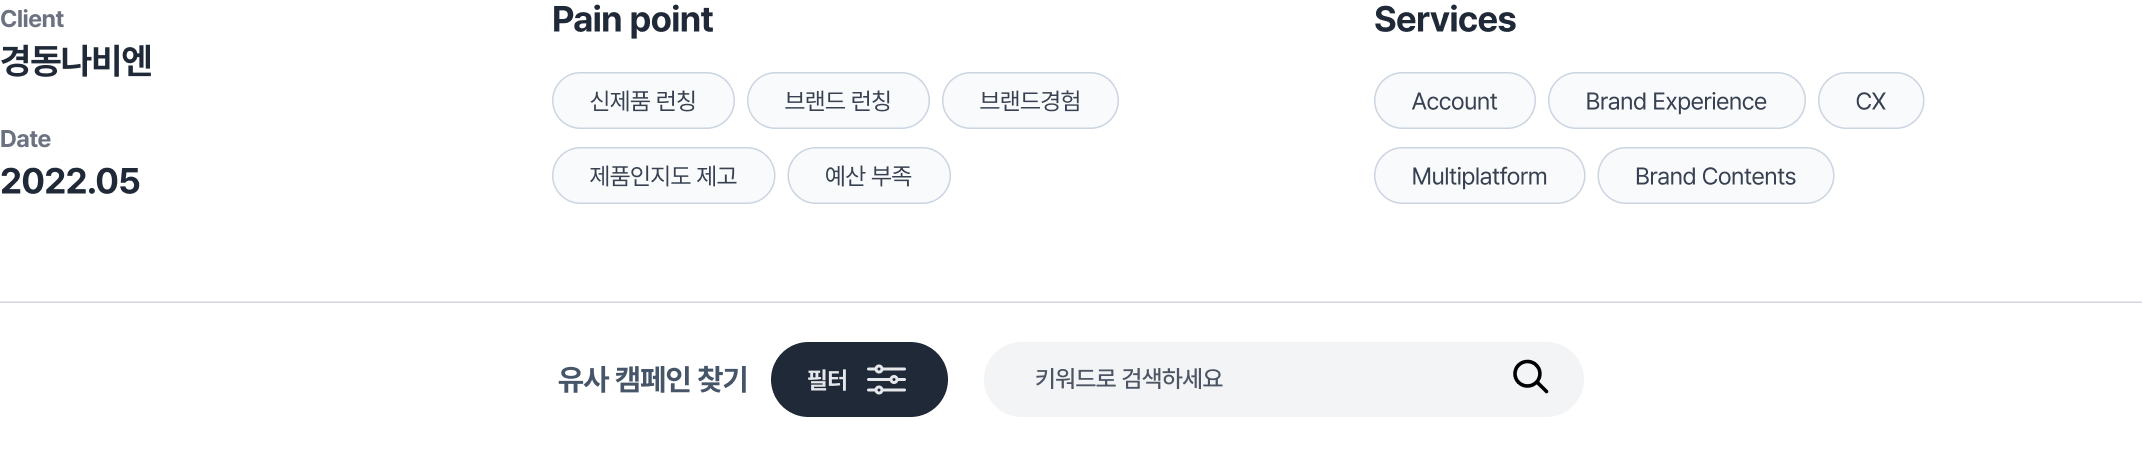 Client
경동나비엔
Date
2022.05
Pain point
신제품 런칭
브랜드 런칭
브랜드경험
제품인지도 제고
예산 부족
Services
Account
Brand Experience
CX
Multiplatform
Brand Contents
유사 캠페인 찾기
필터
키워드로 검색하세요